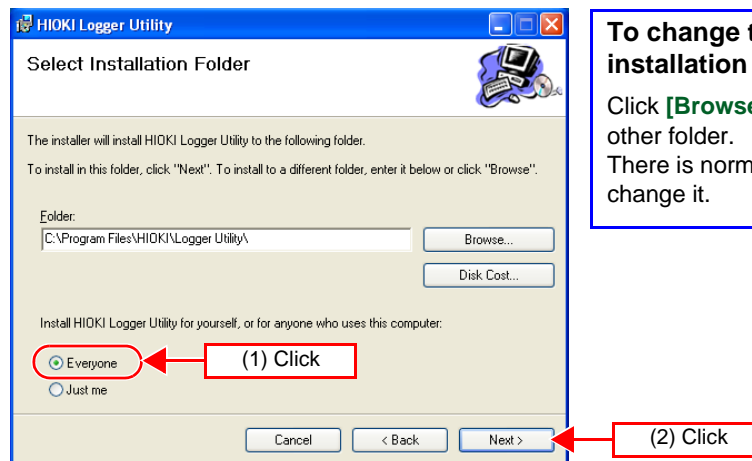 HIOKI Logger Utility
Select Installation Folder
The installer will install HIOKI Logger Utility to the following folder.
To install in this folder, click "Next". To install to a different folder, enter it below or click "Browse".
Folder:
C:\Program Files\HIOKI\Logger Utility\
Browse...
Disk Cost...
Install HIOKI Logger Utility for yourself, or for anyone who uses this computer:
Everyone
(1) Click
Just me
Cancel
< Back
Next >
(2) Click
To change
installation
Click [Browse
other folder.
There is norm
change it.